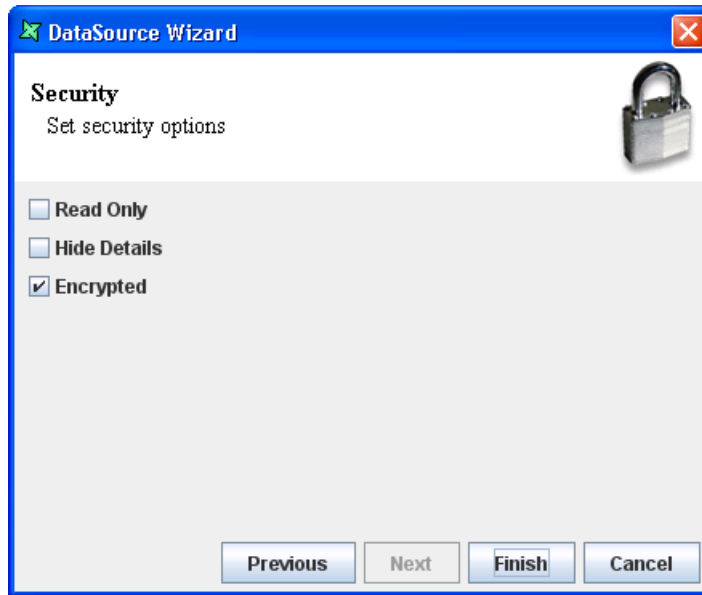 DataSource Wizard
Security
Set security options
Read Only
Hide Details
Encrypted
Previous Next Finish Cancel